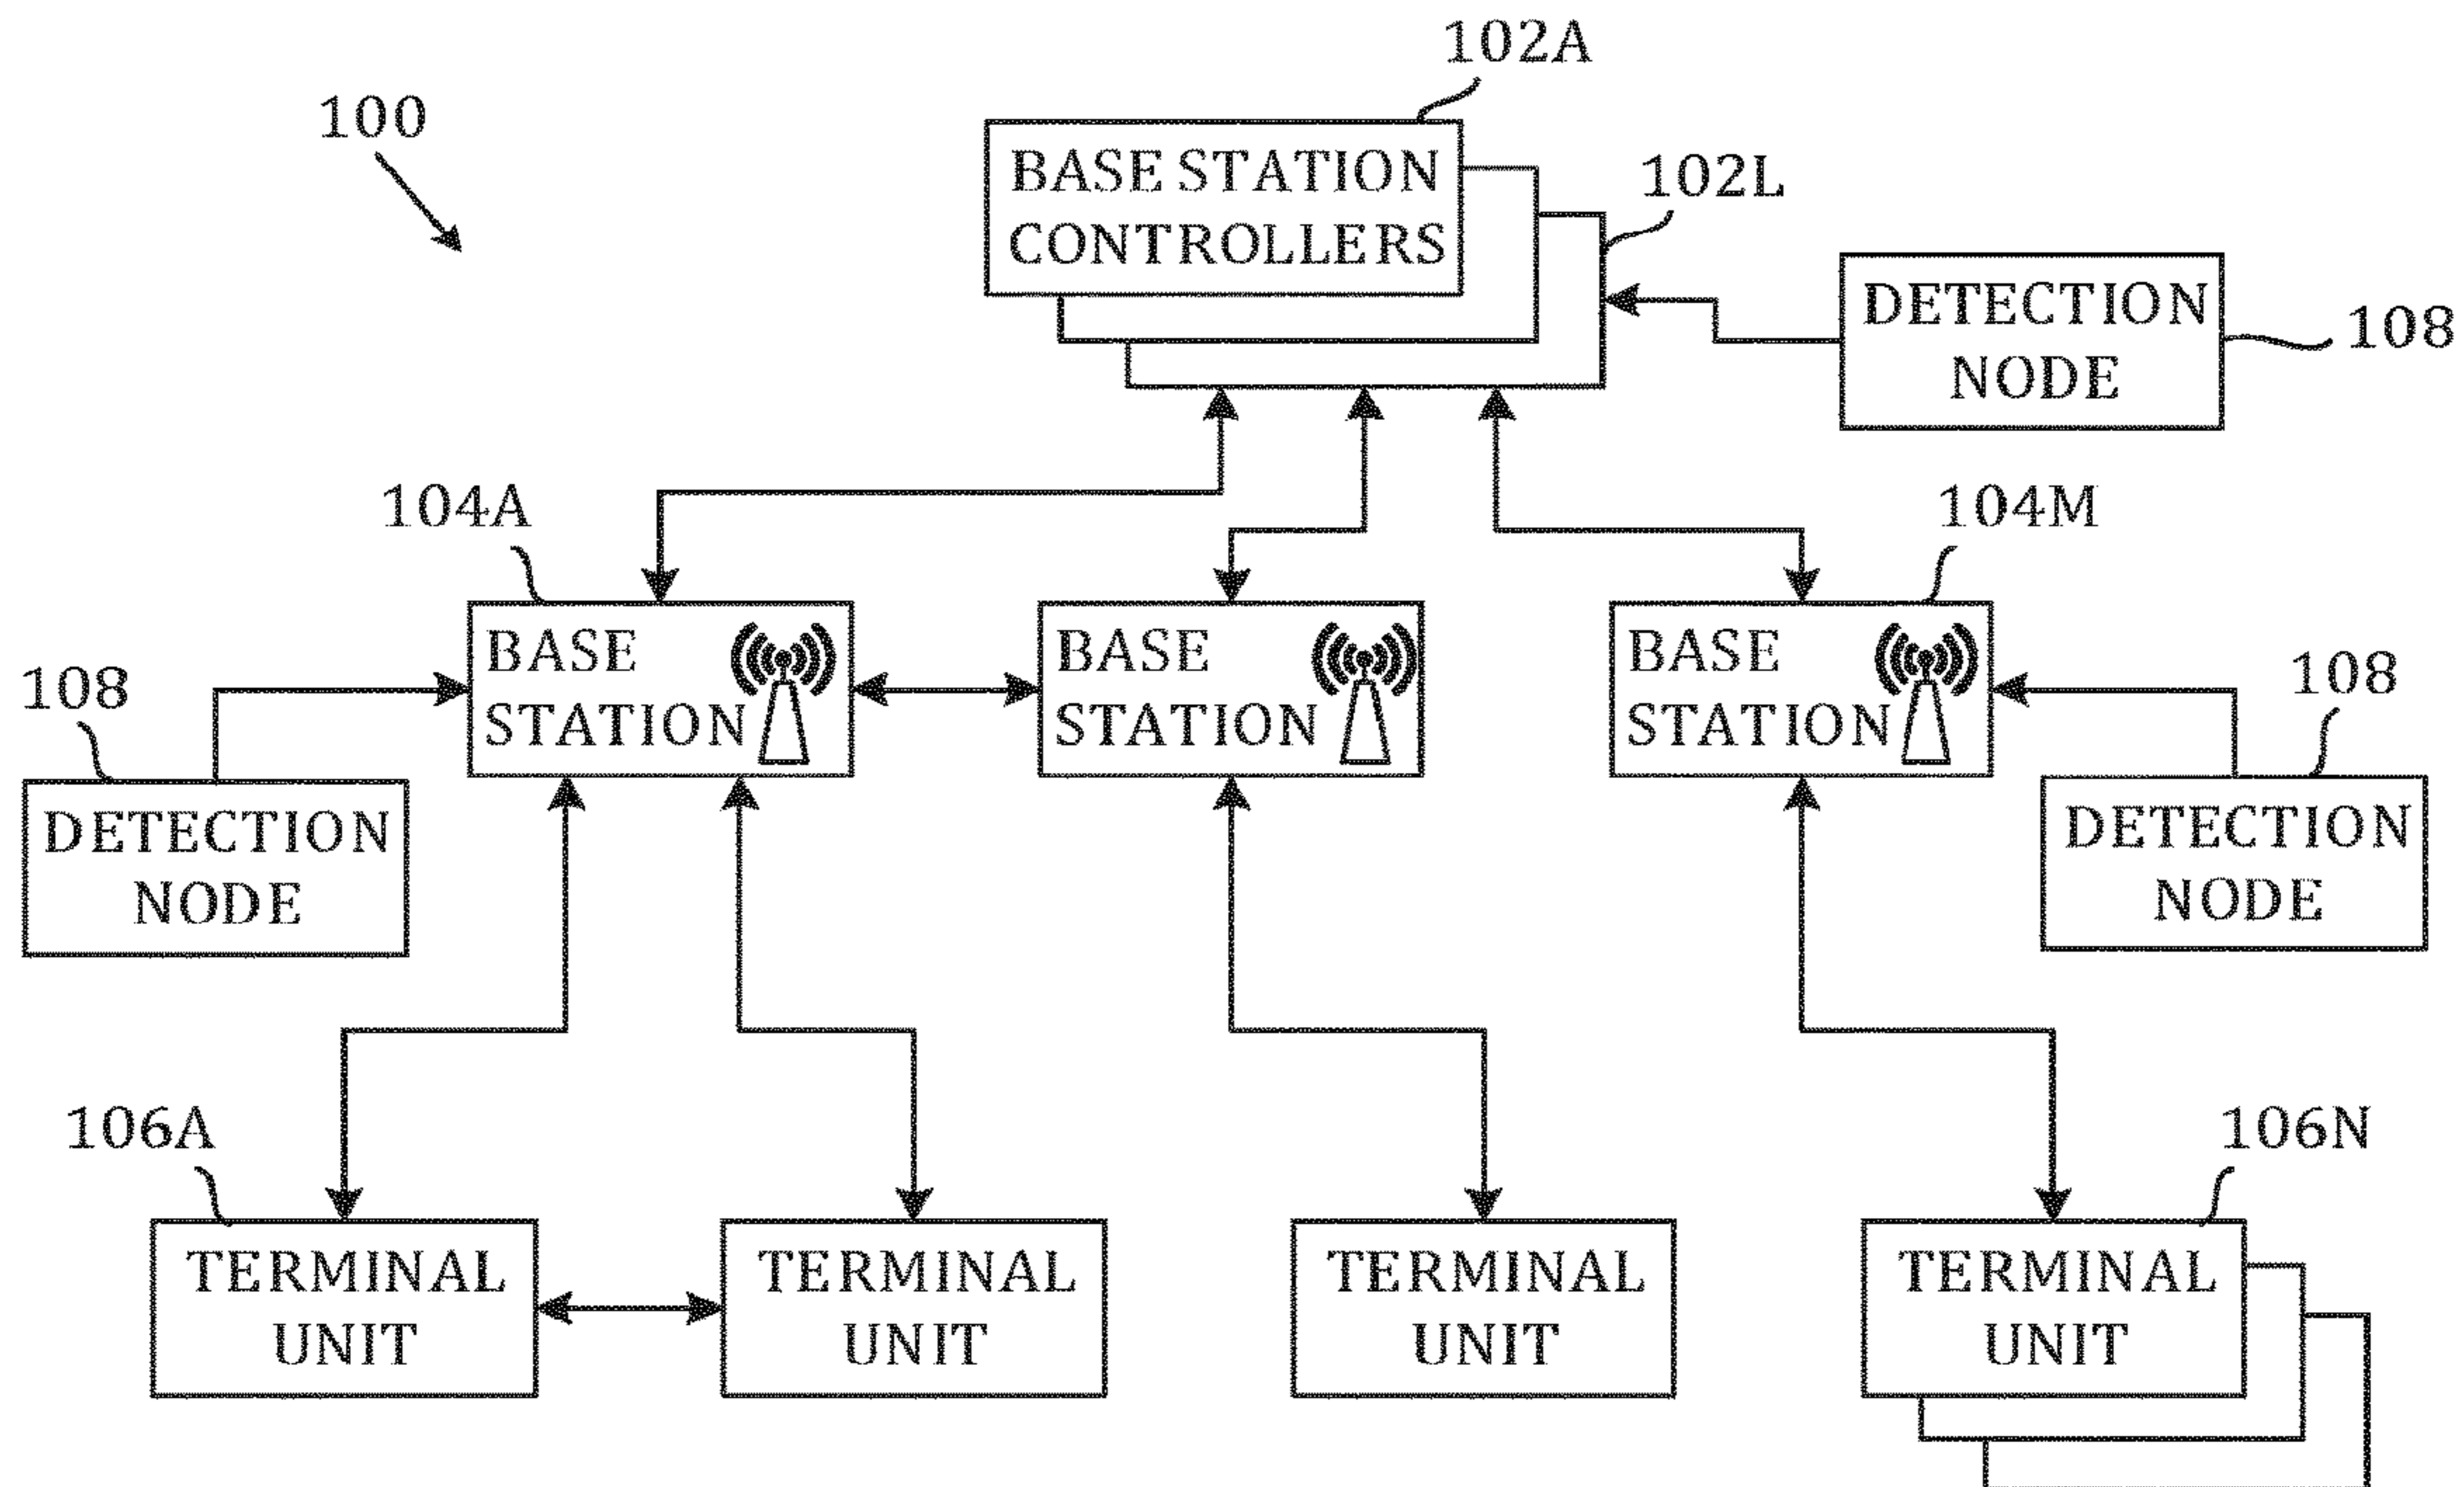 102A
100
BASE STATION
CONTROLLERS
102L
DETECTION
NODE
108
104A
104M
BASE
STATION
BASE
STATION
BASE
STATION
108
108
DETECTION
NODE
DETECTION
NODE
106A
106N
TERMINAL
UNIT
TERMINAL
UNIT
TERMINAL
UNIT
TERMINAL
UNIT